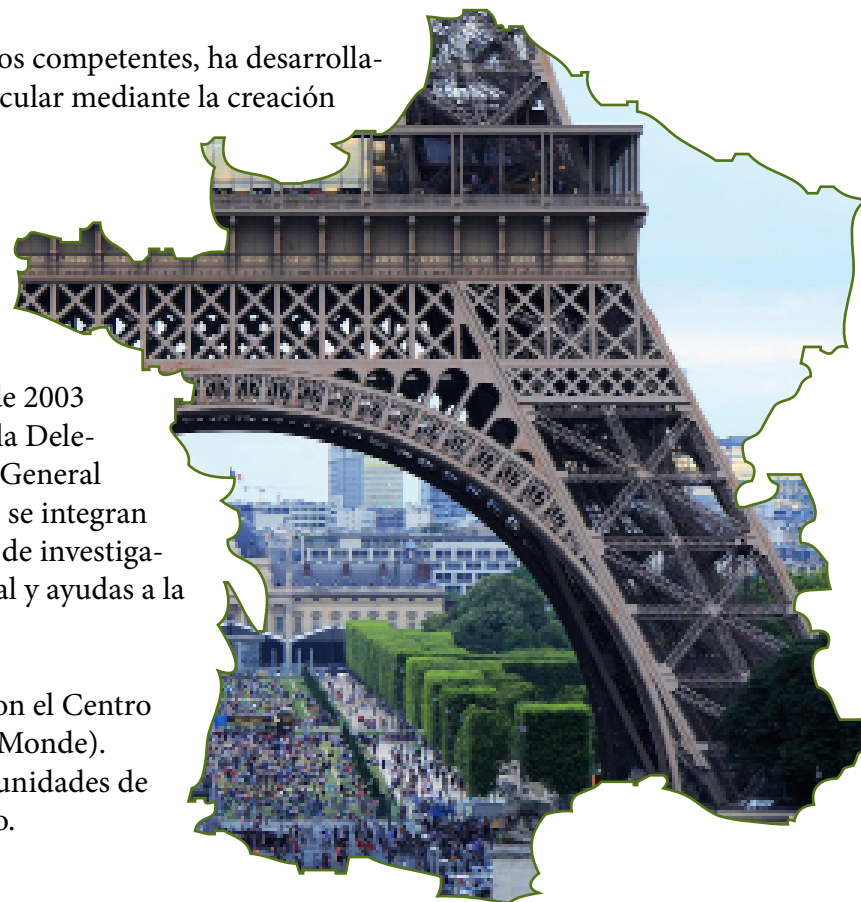 os competentes, ha desarrolla-
cular mediante la creación
de 2003
la Dele-
General
se integran
de investiga-
al y ayudas a la
on el Centro
Monde).
unidades de
o.